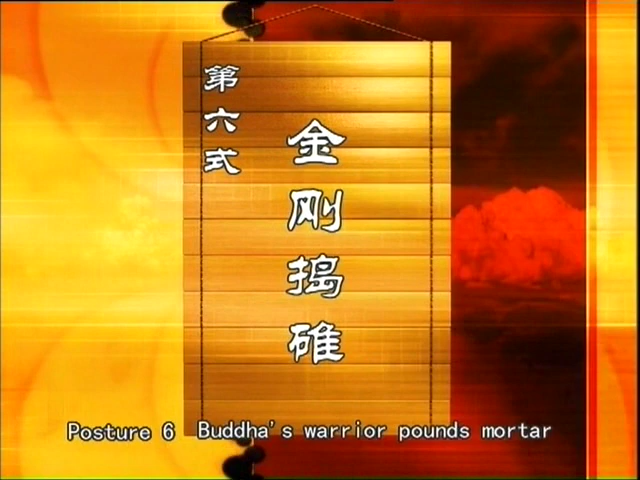 第六式
金刚捣碓
Posture 6 Buddha's warrior pounds mortar